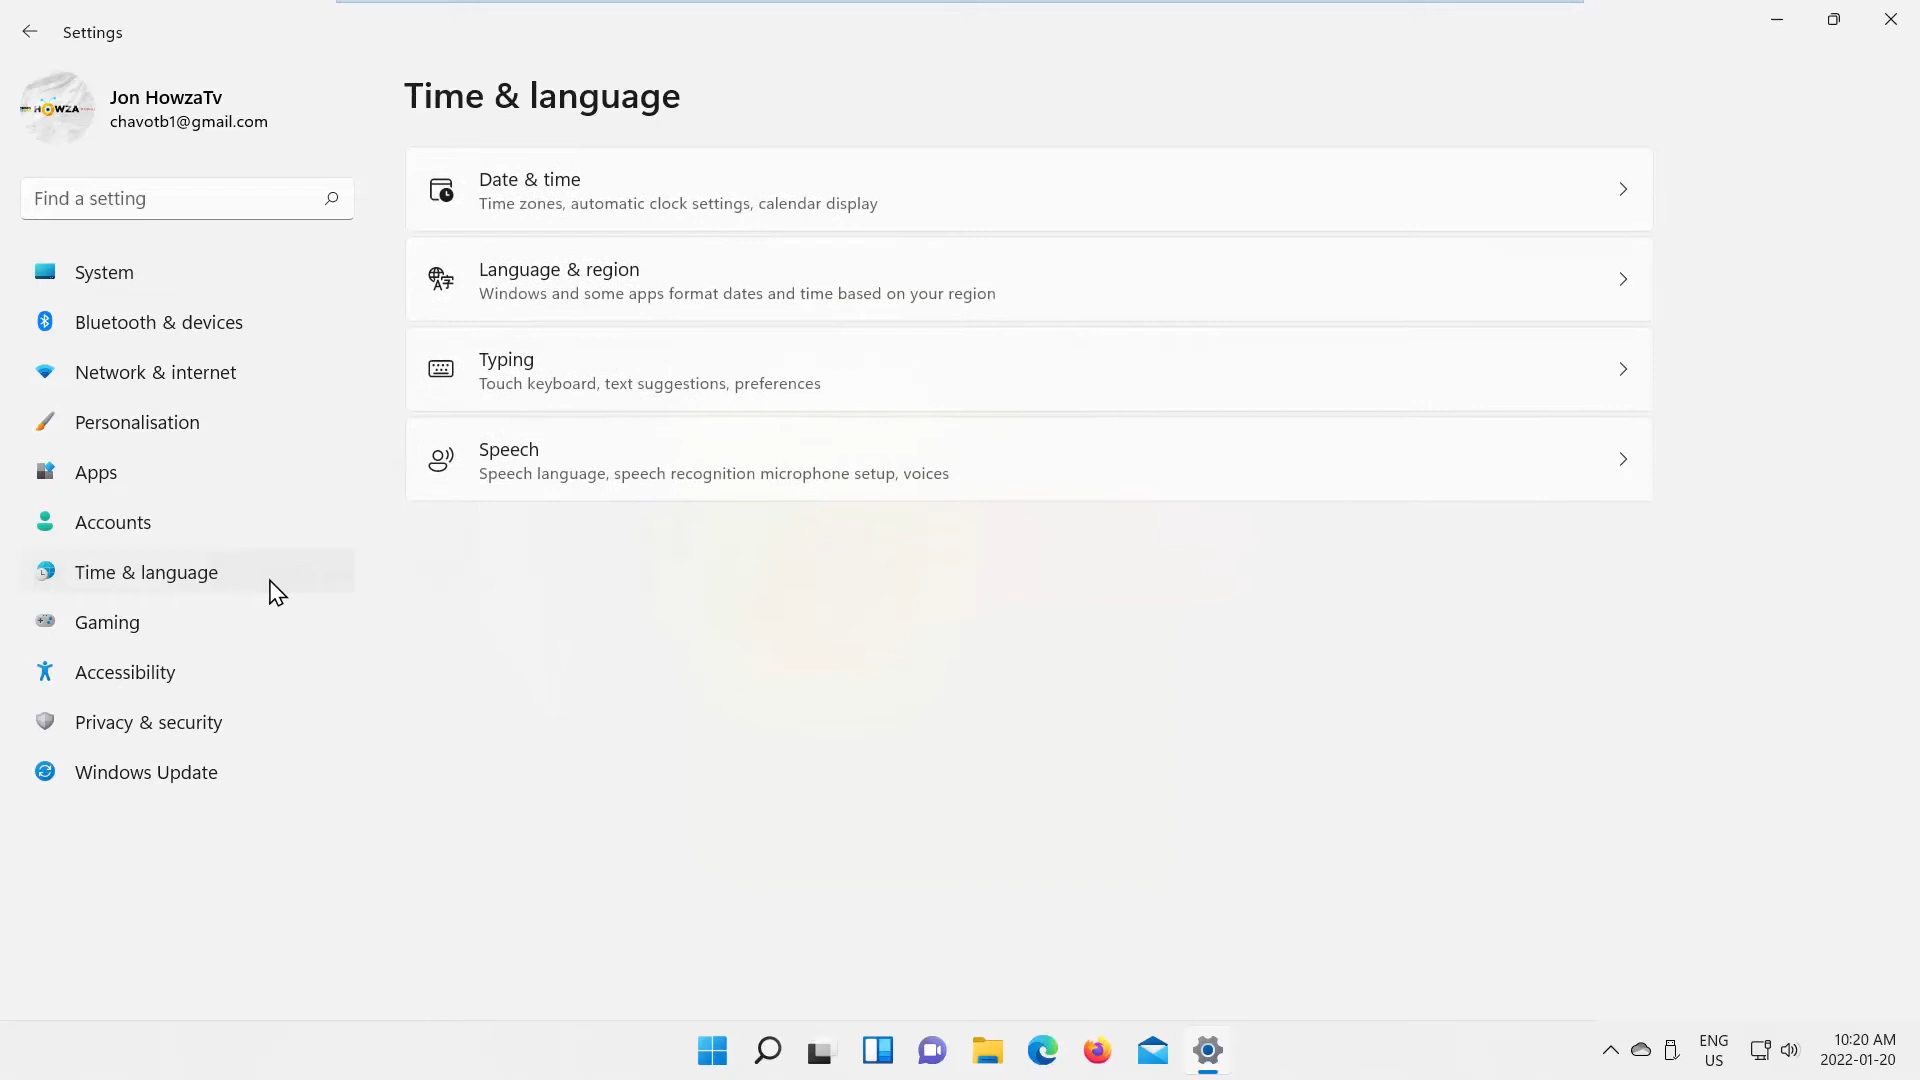 Settings
Jon HowzaTv
chavotb1@gmail.com
HOWZA
Find a setting
System
Bluetooth & devices
Network & internet
Personalisation
Apps
Accounts
Time & language
Gaming
Accessibility
Privacy & security
Windows Update
Time & language
Date & time
Time zones, automatic clock settings, calendar display
Language & region
Windows and some apps format dates and time based on your region
Typing
Touch keyboard, text suggestions, preferences
Speech
Speech language, speech recognition microphone setup, voices
ENG
US
10:20 AM
2022-01-20